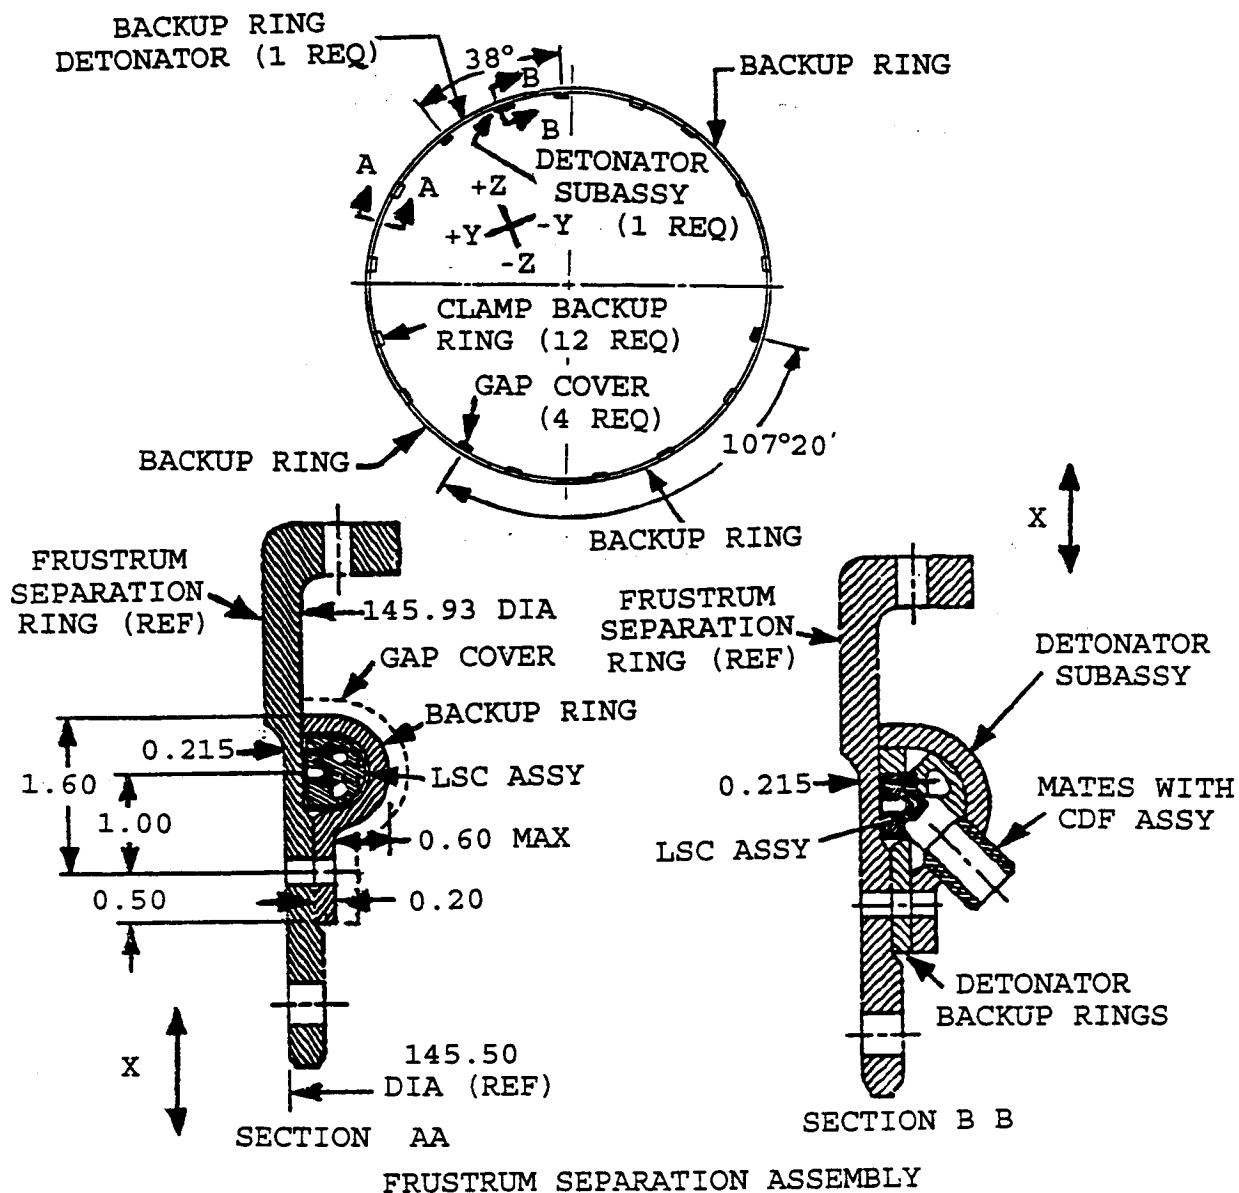 BACKUP RING
DETONATOR (1 REQ)
38°
B
BACKUP RING
B
DETONATOR
SUBASSY
(1 REQ)
A
A
+Z
+Y
-Y
-Z
CLAMP BACKUP
RING (12 REQ)
GAP COVER
(4 REQ)
107°20′
BACKUP RING
BACKUP RING
X
FRUSTRUM
SEPARATION
RING (REF)
145.93 DIA
GAP COVER
BACKUP RING
0.215
1.60
LSC ASSY
1.00
0.60 MAX
0.50
0.20
X
145.50
DIA (REF)
SECTION AA
FRUSTRUM
SEPARATION
RING (REF)
DETONATOR
SUBASSY
0.215
MATES WITH
CDF ASSY
LSC ASSY
DETONATOR
BACKUP RINGS
SECTION B B
FRUSTRUM SEPARATION ASSEMBLY